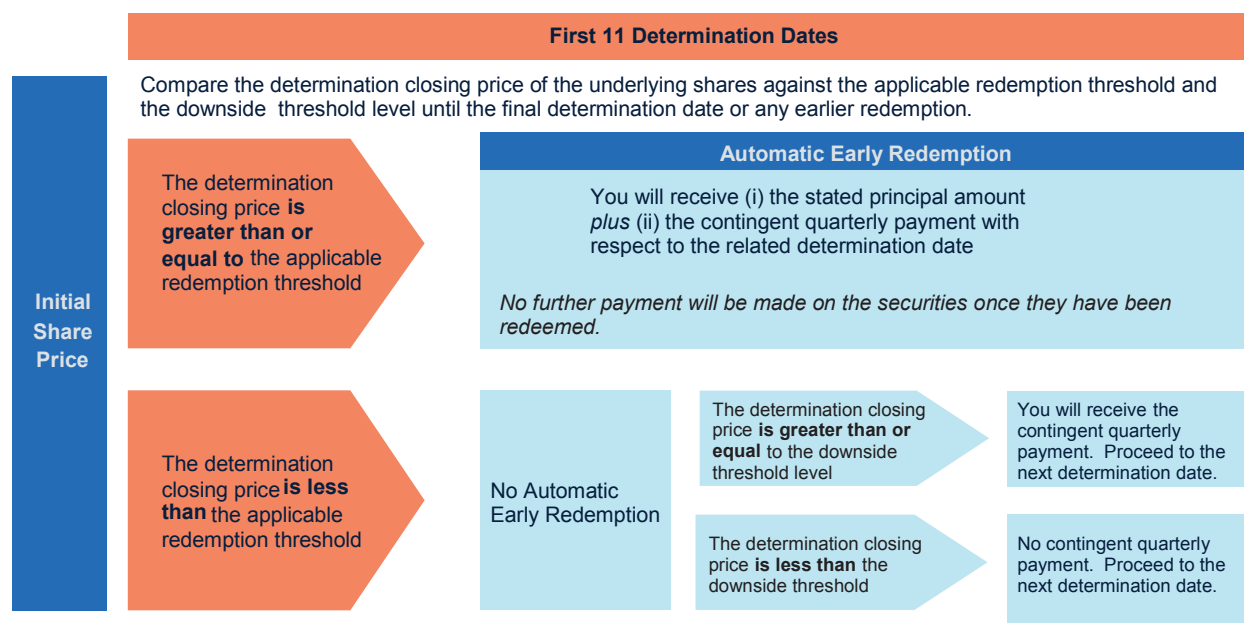 First 11 Determination Dates
Compare the determination closing price of the underlying shares against the applicable redemption threshold and
the downside threshold level until the final determination date or any earlier redemption.
Initial
Share
Price
The determination
closing price is
greater than or
equal to the applicable
redemption threshold
Automatic Early Redemption
You will receive (i) the stated principal amount
plus (ii) the contingent quarterly payment with
respect to the related determination date
No further payment will be made on the securities once they have been
redeemed.
The determination
closing price is less
than the applicable
redemption threshold
No Automatic
Early Redemption
The determination closing
price is greater than or
equal to the downside
threshold level
You will receive the
contingent quarterly
payment. Proceed to the
next determination date.
The determination closing
price is less than the
downside threshold
No contingent quarterly
payment. Proceed to the
next determination date.